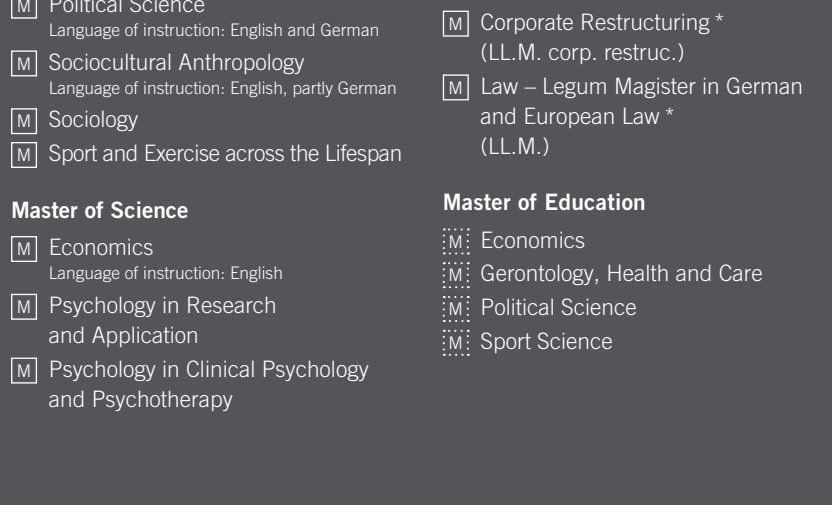 M Political Science
Language of instruction: English and German
M Sociocultural Anthropology
Language of instruction: English, partly German
M Sociology
M Sport and Exercise across the Lifespan
Master of Science
M Economics
Language of instruction: English
M Psychology in Research
and Application
M Psychology in Clinical Psychology
and Psychotherapy
M Corporate Restructuring *
(LL.M. corp. restruc.)
M Law – Legum Magister in German
and European Law *
(LL.M.)
Master of Education
M Economics
M Gerontology, Health and Care
M Political Science
M Sport Science